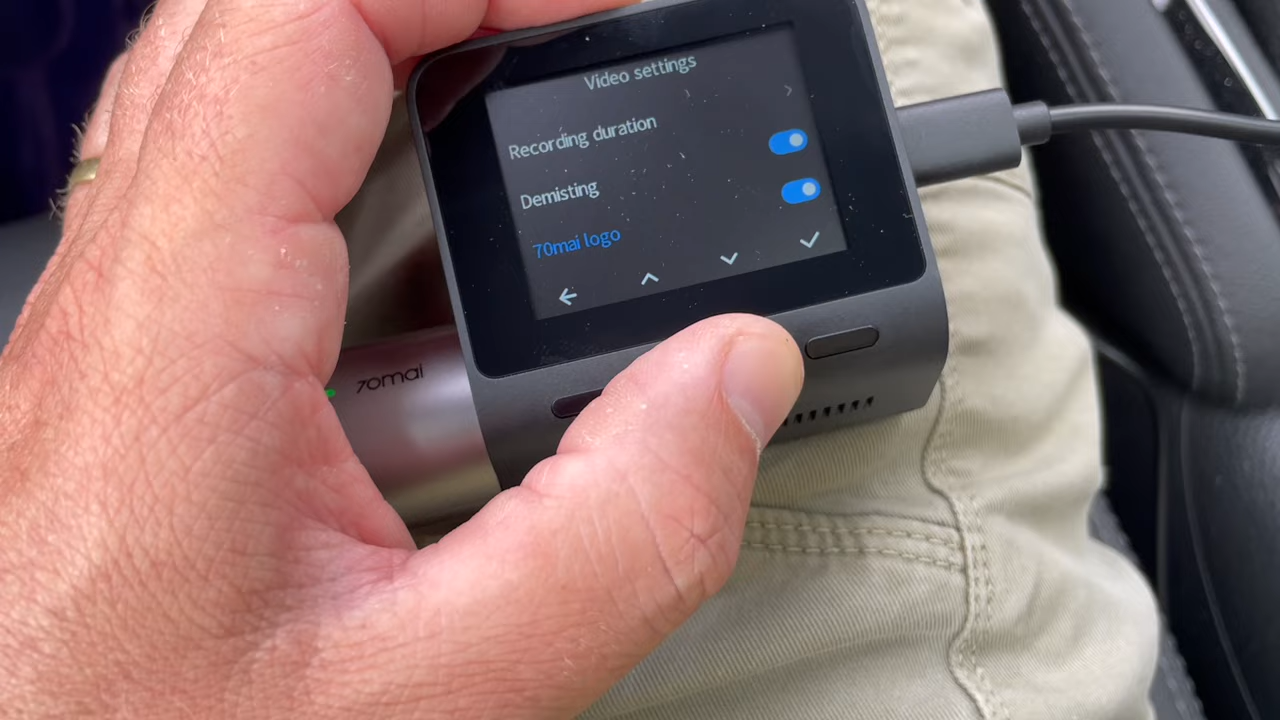 Video settings
Recording duration
Demisting
70mai logo
70mai